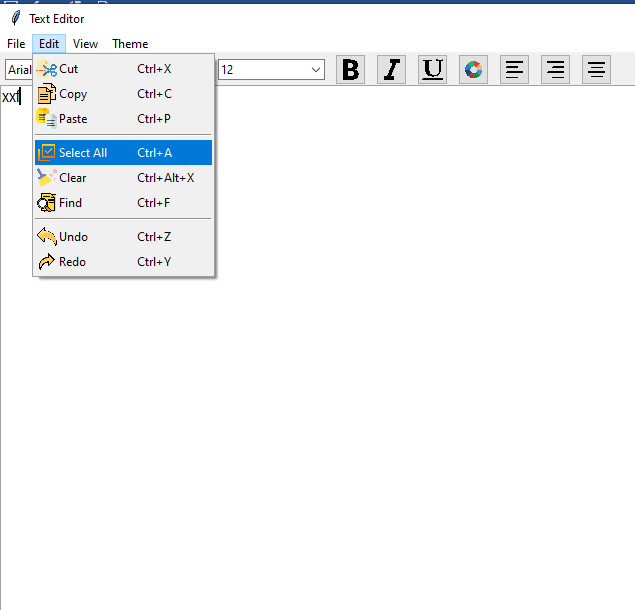 Text Editor
File Edit View Theme
Arial 12 B I U
xxf
Cut Ctrl+X
Copy Ctrl+C
Paste Ctrl+P
Select All Ctrl+A
Clear Ctrl+Alt+X
Find Ctrl+F
Undo Ctrl+Z
Redo Ctrl+Y